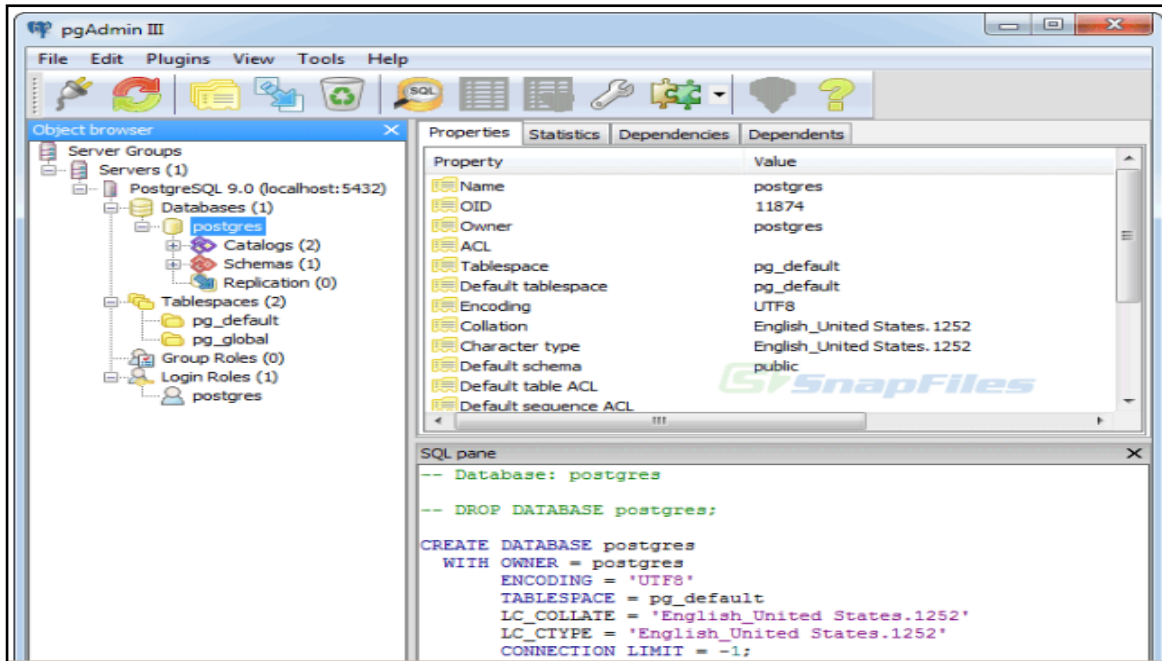 pgAdmin III
File Edit Plugins View Tools Help
SQL
Object browser
Server Groups
Servers (1)
PostgreSQL 9.0 (localhost:5432)
Databases (1)
postgres
Catalogs (2)
Schemas (1)
Replication (0)
Tablespaces (2)
pg_default
pg_global
Group Roles (0)
Login Roles (1)
postgres
Properties Statistics Dependencies Dependents
Property Value
Name postgres
OID 11874
Owner postgres
ACL
Tablespace pg_default
Default tablespace pg_default
Encoding UTF8
Collation English_United States.1252
Character type English_United States.1252
Default schema public
Default table ACL
Default sequence ACL
SnapFiles
SQL pane
-- Database: postgres
-- DROP DATABASE postgres;
CREATE DATABASE postgres
WITH OWNER = postgres
ENCODING = 'UTF8'
TABLESPACE = pg_default
LC_COLLATE = 'English_United States.1252'
LC_CTYPE = 'English_United States.1252'
CONNECTION LIMIT = -1;